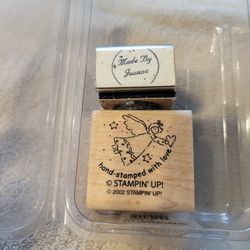 Made By
Joanne
hand-stamped with love
© STAMPIN' UP!
© 2002 STAMPIN' UP!